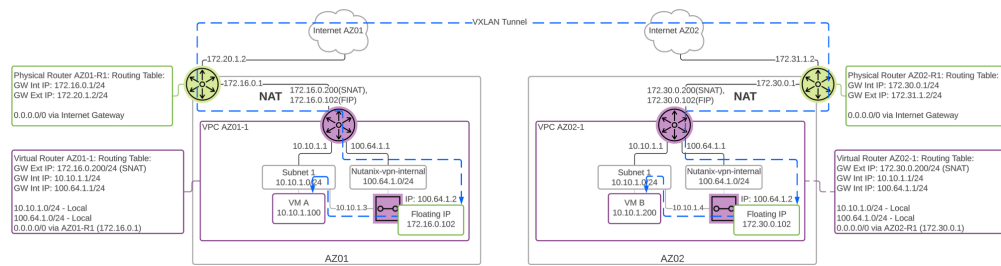 VXLAN Tunnel
Internet AZ01
Internet AZ02
172.20.1.2
172.31.1.2
Physical Router AZ01-R1: Routing Table:
GW Int IP: 172.16.0.1/24
GW Ext IP: 172.20.1.2/24
0.0.0.0/0 via Internet Gateway
172.16.0.1
NAT
172.16.0.200(SNAT),
172.16.0.102(FIP)
172.30.0.200(SNAT),
172.30.0.102(FIP)
NAT
172.30.0.1
Physical Router AZ02-R1: Routing Table:
GW Int IP: 172.30.0.1/24
GW Ext IP: 172.31.1.2/24
0.0.0.0/0 via Internet Gateway
VPC AZ01-1
10.10.1.1
100.64.1.1
VPC AZ02-1
10.10.1.1
100.64.1.1
Virtual Router AZ01-1: Routing Table:
GW Ext IP: 172.16.0.200/24 (SNAT)
GW Int IP: 10.10.1.1/24
GW Int IP: 100.64.1.1/24
10.10.1.0/24 - Local
100.64.1.0/24 - Local
0.0.0.0/0 via AZ01-R1 (172.16.0.1)
Subnet 1
10.10.1.0/24
Nutanix-vpn-internal
100.64.1.0/24
VM A
10.10.1.100
10.10.1.3
IP: 100.64.1.2
Floating IP
172.16.0.102
Subnet 1
10.10.1.0/24
Nutanix-vpn-internal
100.64.1.0/24
VM B
10.10.1.200
10.10.1.4
IP: 100.64.1.2
Floating IP
172.30.0.102
Virtual Router AZ02-1: Routing Table:
GW Ext IP: 172.30.0.200/24 (SNAT)
GW Int IP: 10.10.1.1/24
GW Int IP: 100.64.1.1/24
10.10.1.0/24 - Local
100.64.1.0/24 - Local
0.0.0.0/0 via AZ02-R1 (172.30.0.1)
AZ01
AZ02